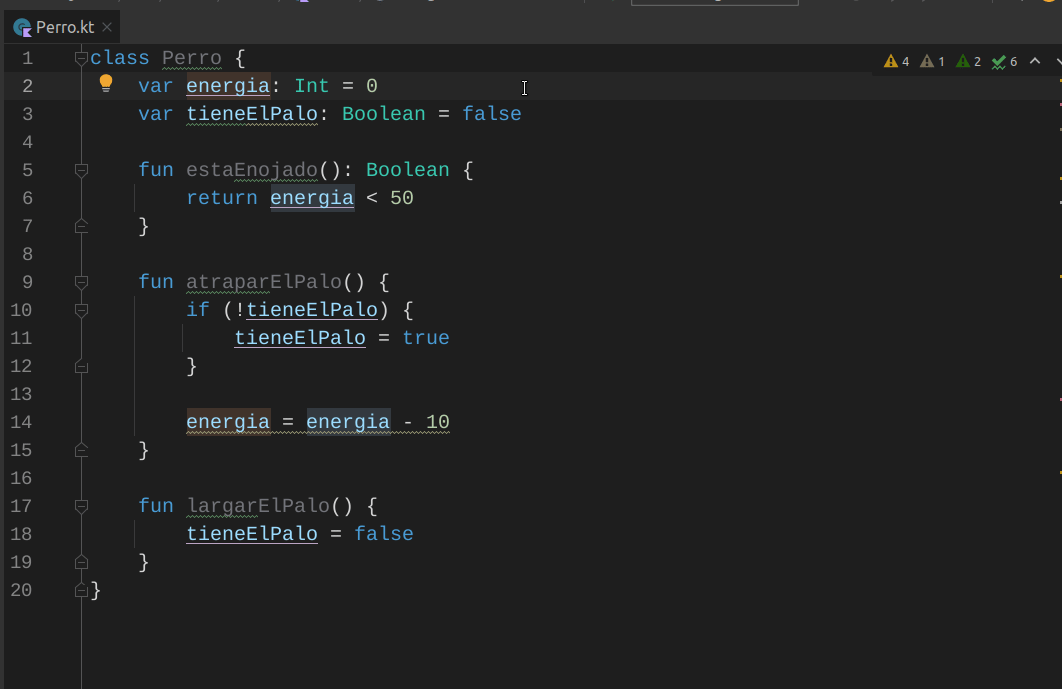 Perro.kt
1 class Perro {
4 1 2 6
2 var energia: Int = 0
3 var tieneElPalo: Boolean = false
4
5 fun estaEnojado(): Boolean {
6 return energia < 50
7 }
8
9 fun atraparElPalo() {
10 if (!tieneElPalo) {
11 tieneElPalo = true
12 }
13
14 energia = energia - 10
15 }
16
17 fun largarElPalo() {
18 tieneElPalo = false
19 }
20 }